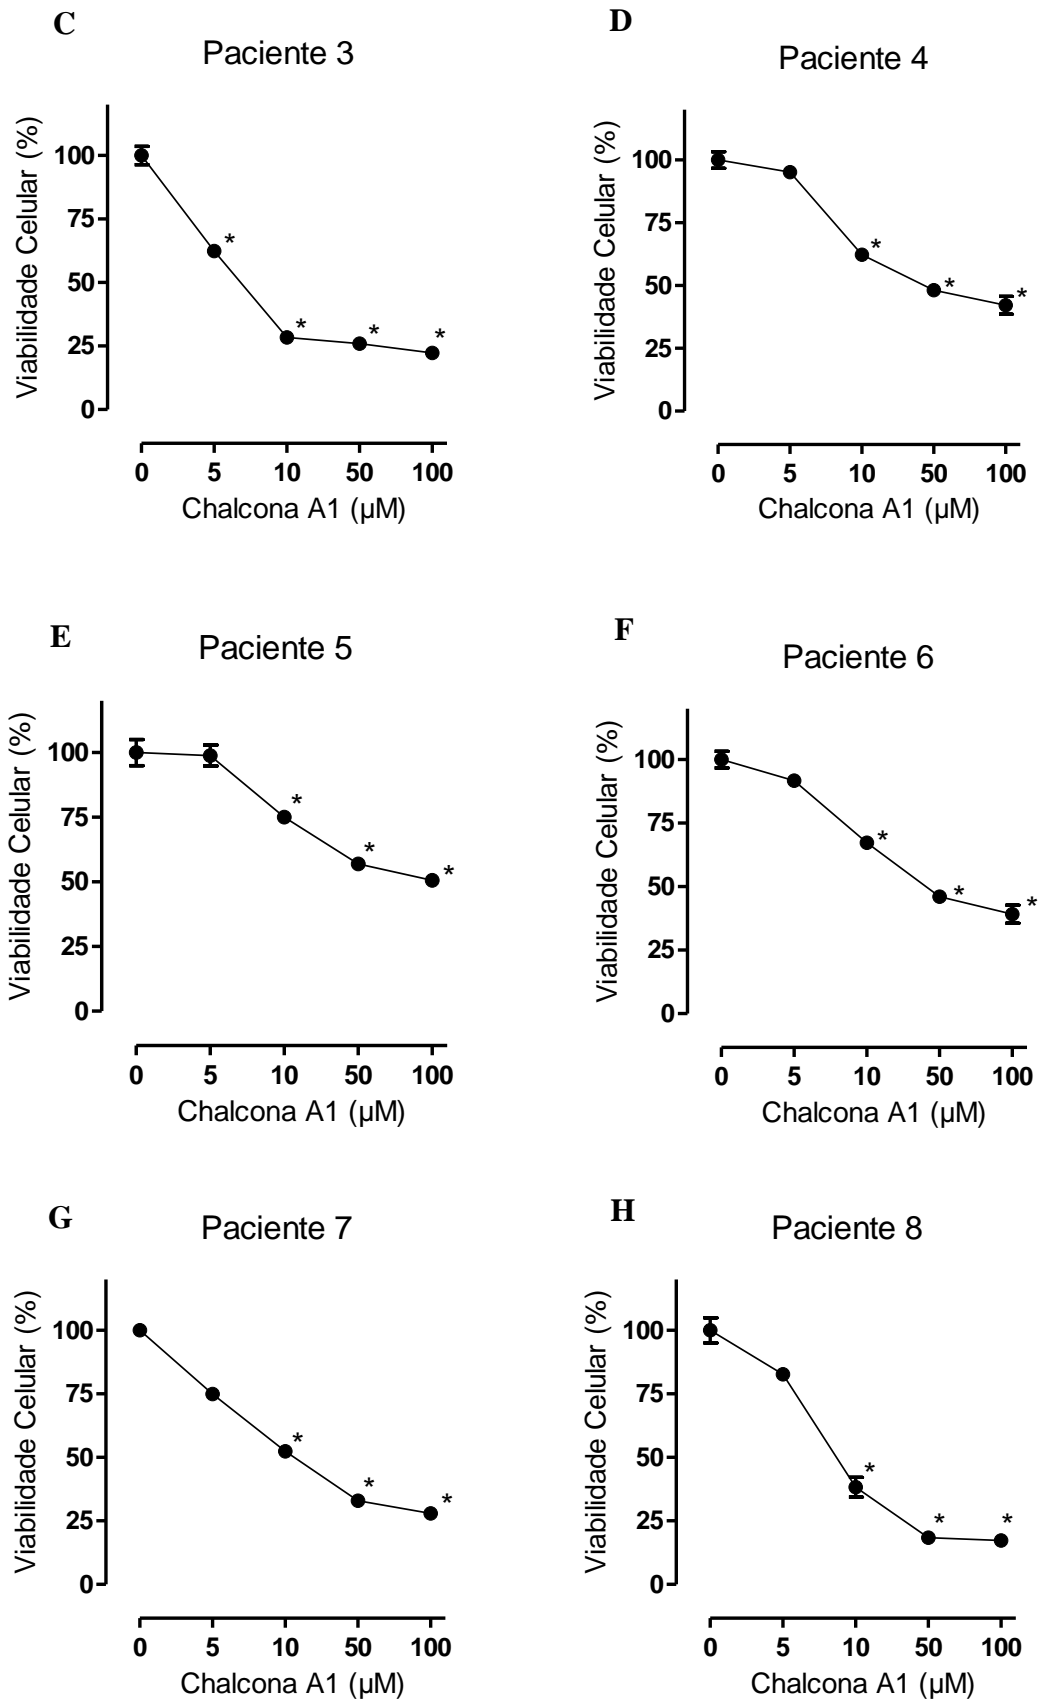 C
Paciente 3
Viabilidade Celular (%)
100
75
50
25
0
0 5 10 50 100
Chalcona A1 (µM)
*
*
*
*
D
Paciente 4
Viabilidade Celular (%)
100
75
50
25
0
0 5 10 50 100
Chalcona A1 (µM)
*
*
*
E
Paciente 5
Viabilidade Celular (%)
100
75
50
25
0
0 5 10 50 100
Chalcona A1 (µM)
*
*
*
F
Paciente 6
Viabilidade Celular (%)
100
75
50
25
0
0 5 10 50 100
Chalcona A1 (µM)
*
*
*
G
Paciente 7
Viabilidade Celular (%)
100
75
50
25
0
0 5 10 50 100
Chalcona A1 (µM)
*
*
*
H
Paciente 8
Viabilidade Celular (%)
100
75
50
25
0
0 5 10 50 100
Chalcona A1 (µM)
*
*
*